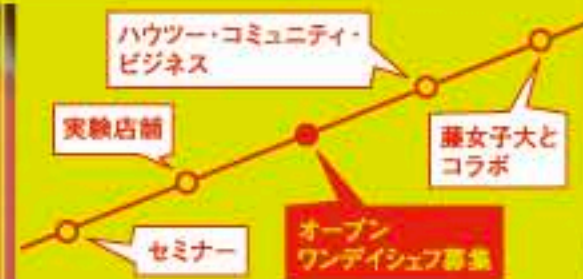 ハウツー・コミュニティ・
ビジネス
実験店舗
藤女子大と
コラボ
セミナー
オープン
ワンデイシェフ募集